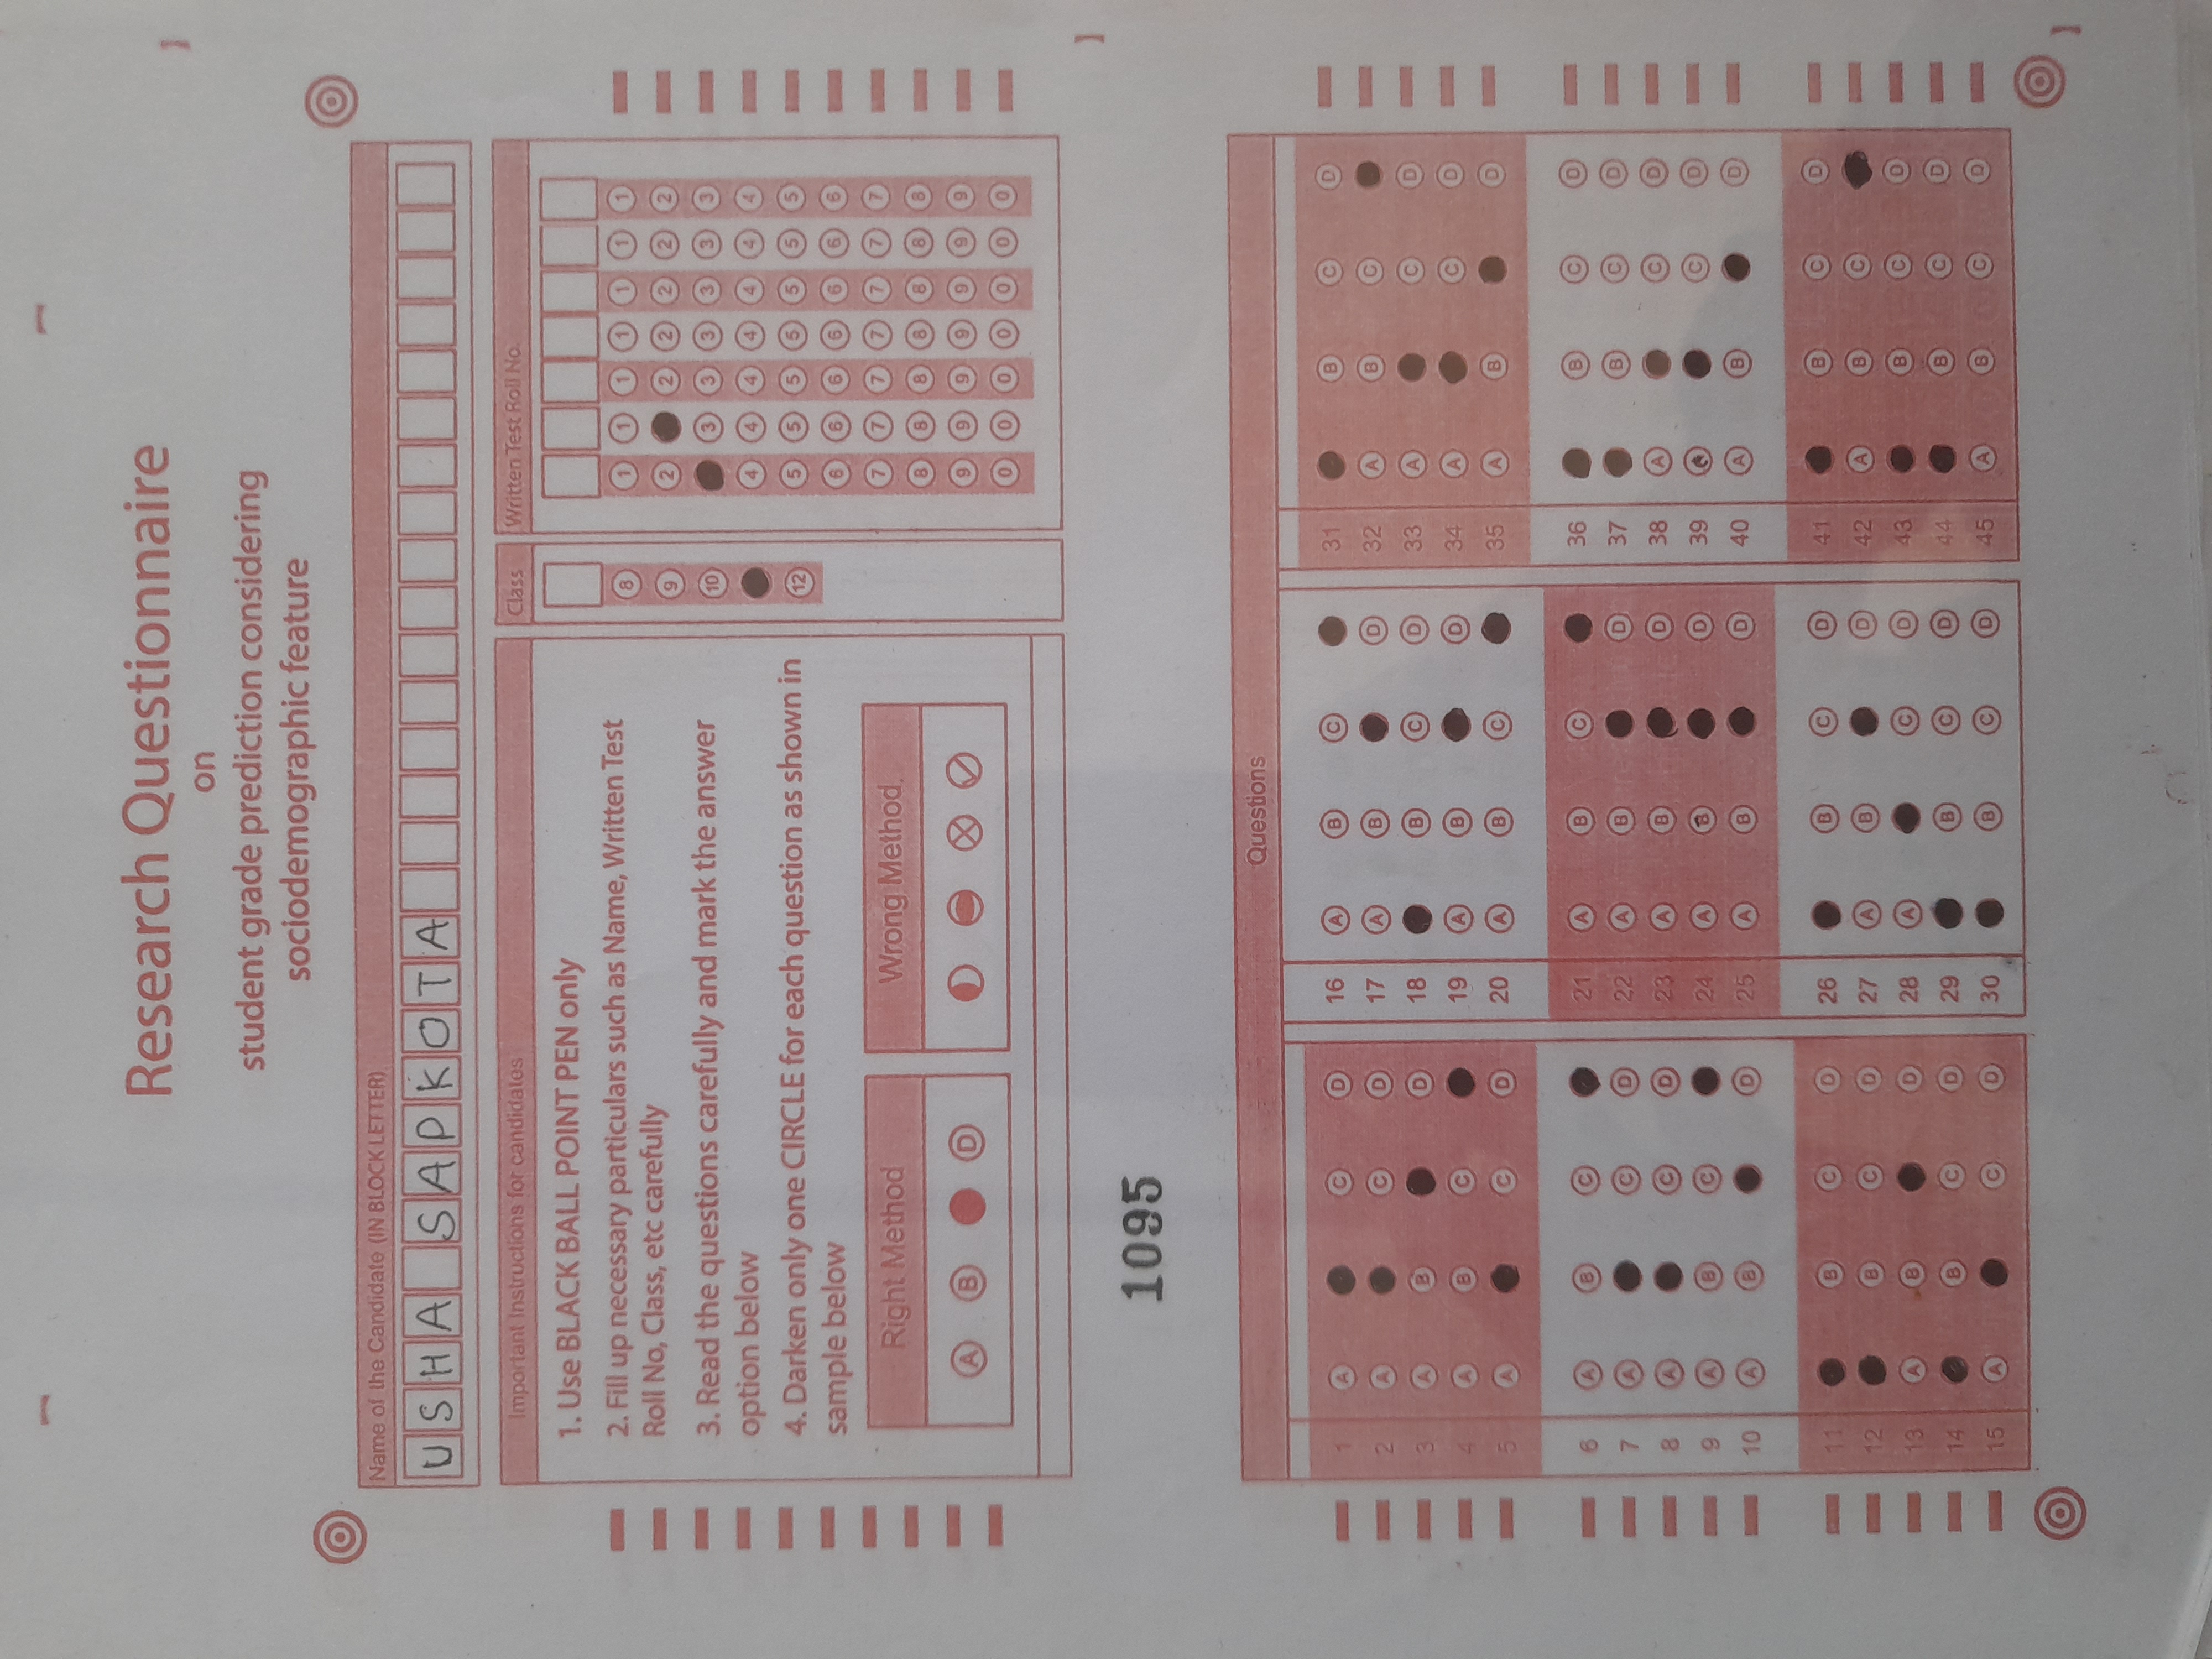 Research Questionnaire
on
student grade prediction considering
sociodemographic feature
Name of the Candidate (IN BLOCK LETTER)
USHA SAPKOTA
Important Instructions for candidates
1. Use BLACK BALL POINT PEN only
2. Fill up necessary particulars such as Name, Written Test
Roll No, Class, etc carefully
3. Read the questions carefully and mark the answer
option below
4. Darken only one CIRCLE for each question as shown in
sample below
Right Method
A B D
Wrong Method.
Class
8
9
10
12
Written Test Roll No.
1 1 1 1 1 1 1
2 2 2 2 2 2
3 3 3 3 3 3
4 4 4 4 4 4 4
5 5 5 5 5 5 5
6 6 6 6 6 6 6
7 7 7 7 7 7 7
8 8 8 8 8 8 8
9 9 9 9 9 9 9
0 0 0 0 0 0 0
1095
Questions
1 A C D
2 A C D
3 A B D
4 A B C
5 A C D
6 A B C
7 A C D
8 A C D
9 A B C
10 A B D
11 B C D
12 B C D
13 A B D
14 B C D
15 A C D
16 A B C
17 A B D
18 B C D
19 A B D
20 A B C
21 A B C
22 A B D
23 A B D
24 A B D
25 A B D
26 B C D
27 A B D
28 A C D
29 B C D
30 B C D
31 B C D
32 A B C
33 A C D
34 A C D
35 A B D
36 B C D
37 B C D
38 A C D
39 A C D
40 A B D
41 B C D
42 A B C
43 B C D
44 B C D
45 A B C D